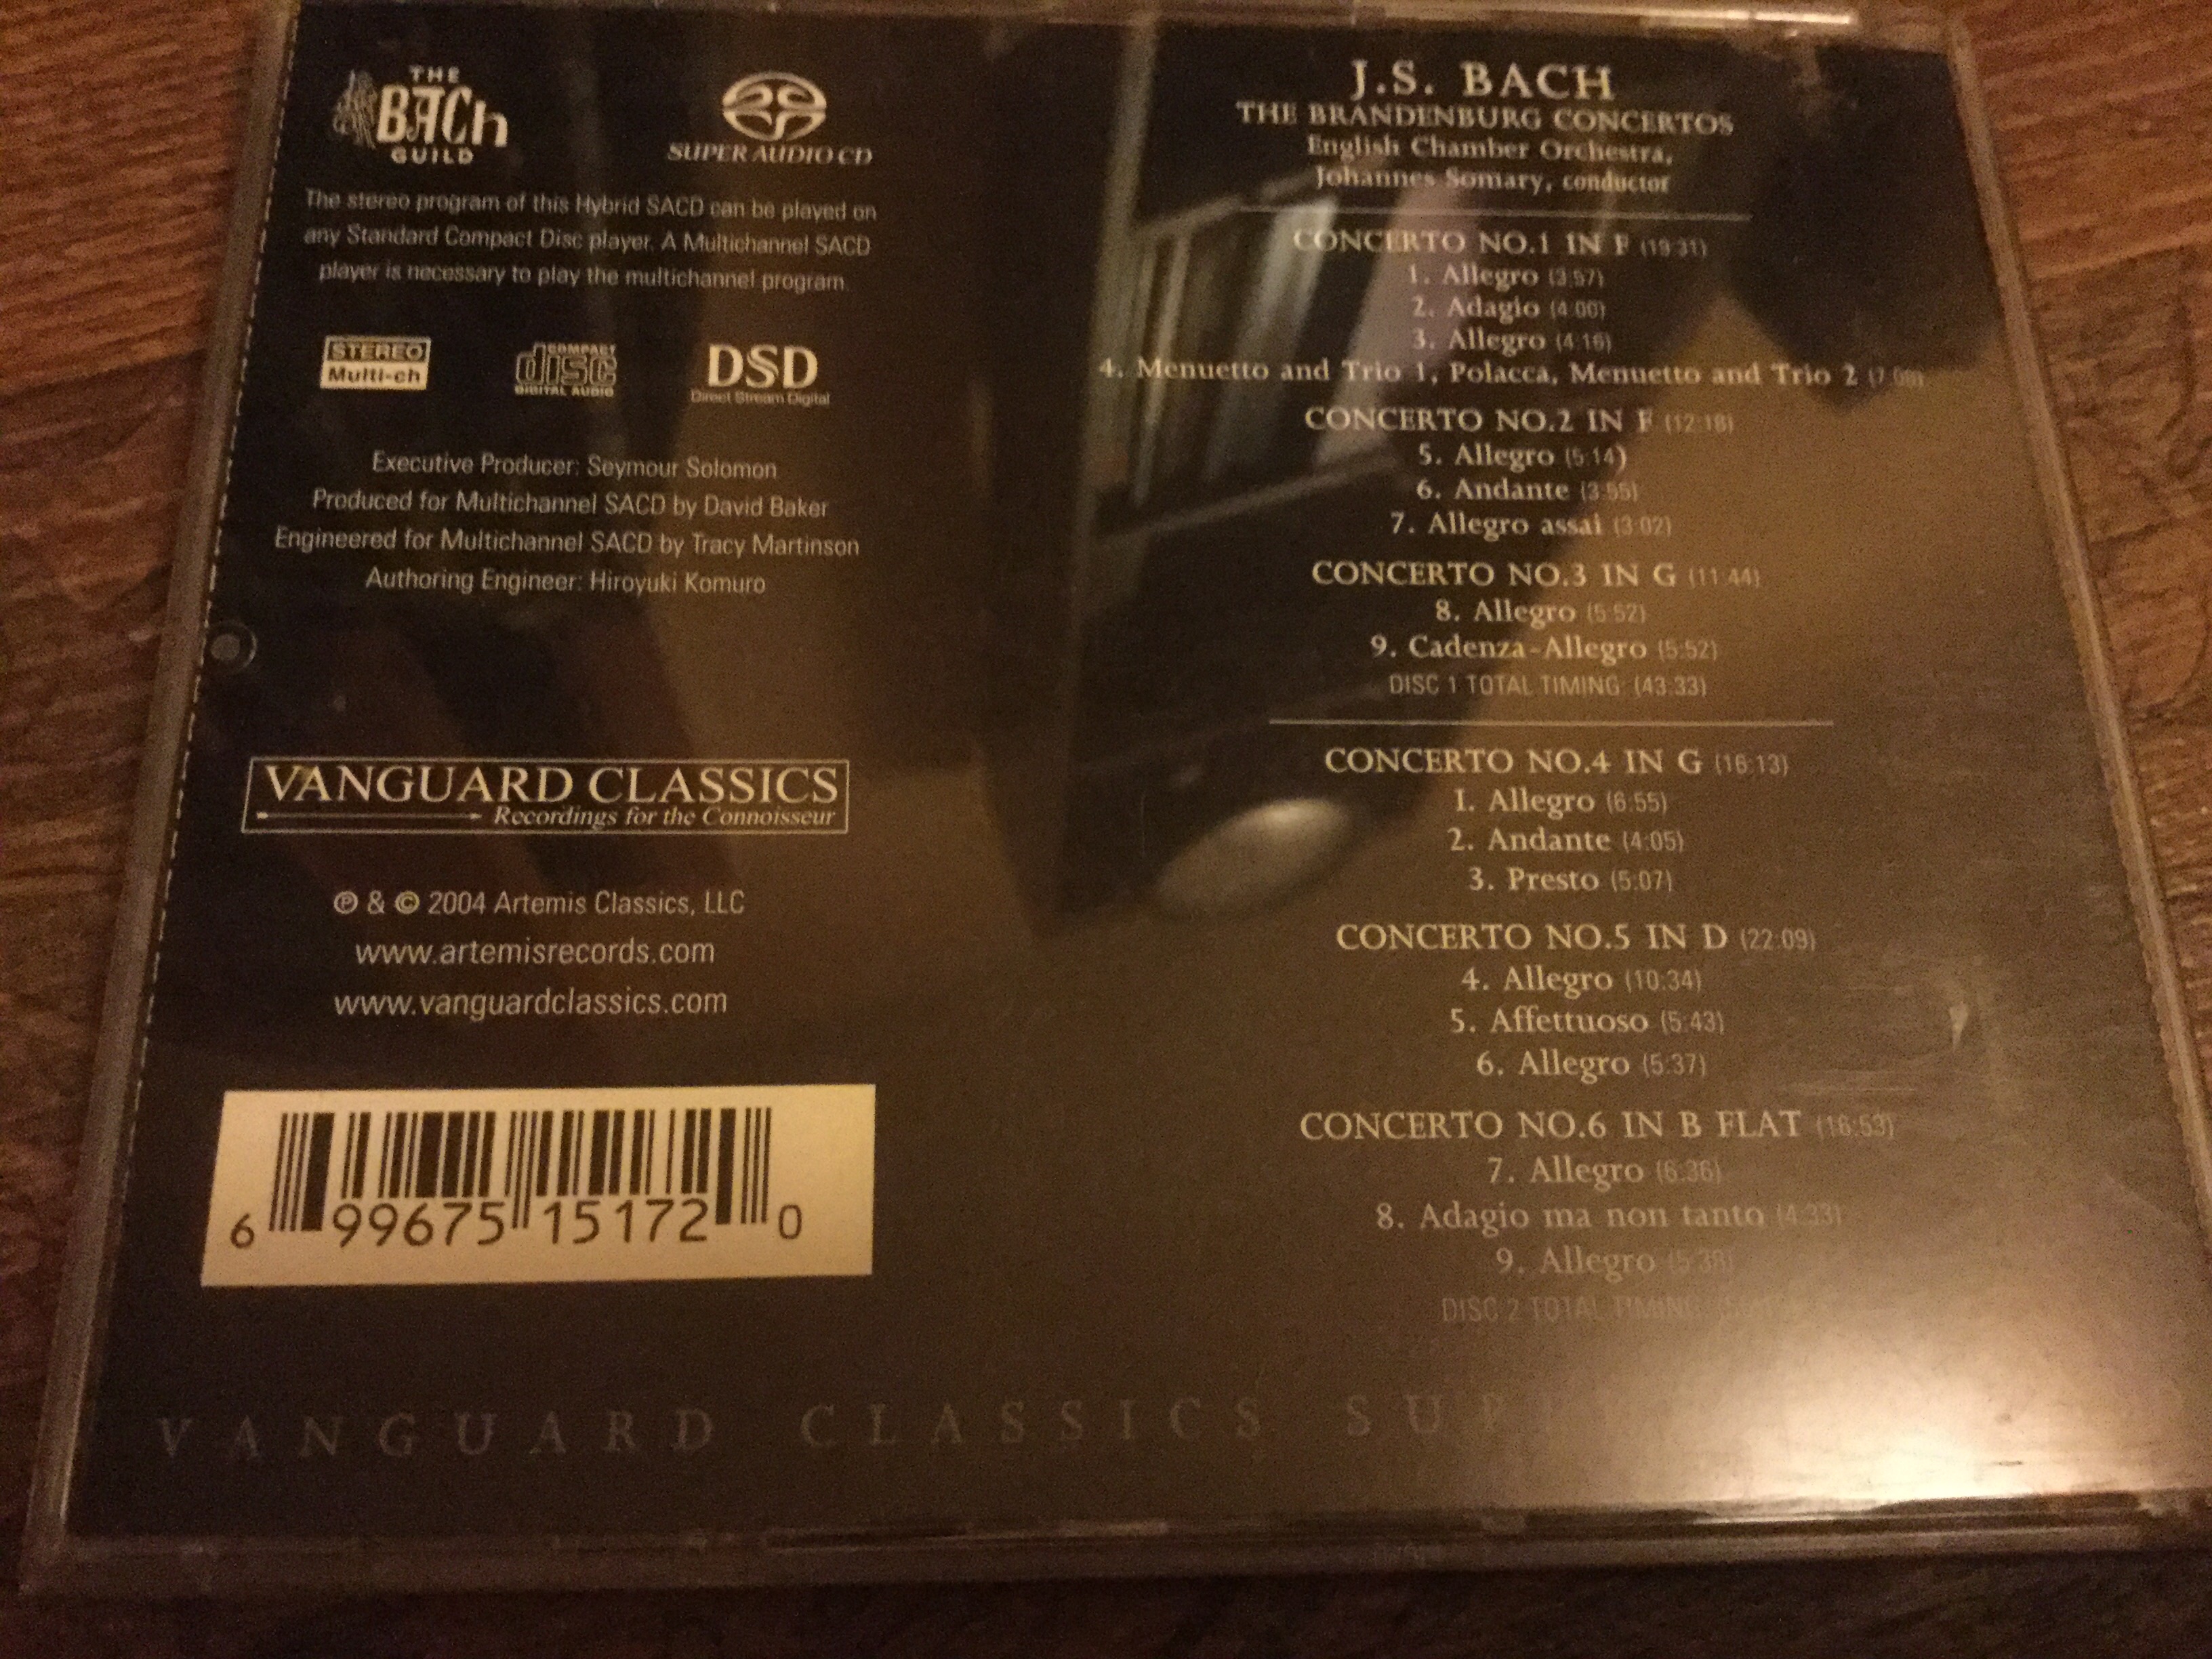 THE
BACh
GUILD
SUPER AUDIO CD
The stereo program of this Hybrid SACD can be played on
any Standard Compact Disc player. A Multichannel SACD
player is necessary to play the multichannel program.
STEREO
Multi-ch
COMPACT
disc
DIGITAL AUDIO
DSD
Direct Stream Digital
Executive Producer: Seymour Solomon
Produced for Multichannel SACD by David Baker
Engineered for Multichannel SACD by Tracy Martinson
Authoring Engineer: Hiroyuki Komuro
VANGUARD CLASSICS
Recordings for the Connoisseur
℗ & © 2004 Artemis Classics, LLC
www.artemisrecords.com
www.vanguardclassics.com
6 99675 15172 0
J.S. BACH
THE BRANDENBURG CONCERTOS
English Chamber Orchestra,
Johannes Somary, conductor
CONCERTO NO.1 IN F (19:31)
1. Allegro (3:57)
2. Adagio (4:00)
3. Allegro (4:16)
4. Menuetto and Trio 1, Polacca, Menuetto and Trio 2
CONCERTO NO.2 IN F (12:18)
5. Allegro (5:14)
6. Andante (3:55)
7. Allegro assai (3:02)
CONCERTO NO.3 IN G (11:44)
8. Allegro (5:52)
9. Cadenza-Allegro (5:52)
DISC 1 TOTAL TIMING: (43:33)
CONCERTO NO.4 IN G (16:13)
1. Allegro (6:55)
2. Andante (4:05)
3. Presto (5:07)
CONCERTO NO.5 IN D (22:09)
4. Allegro (10:34)
5. Affettuoso (5:43)
6. Allegro (5:37)
CONCERTO NO.6 IN B FLAT (16:53)
7. Allegro (6:36)
8. Adagio ma non tanto (4:33)
9. Allegro (5:38)
DISC 2 TOTAL TIMING:
VANGUARD CLASSICS